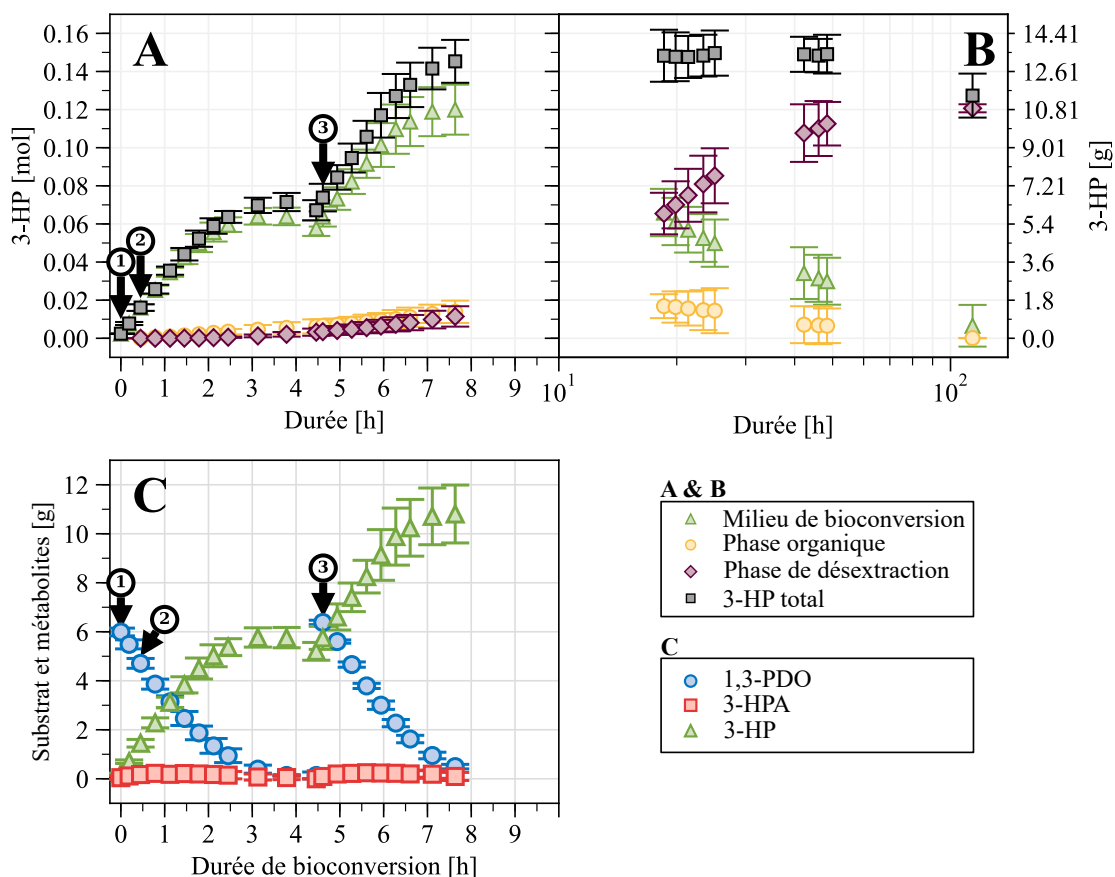 A
B
3-HP [mol]
0.16
0.14
0.12
0.10
0.08
0.06
0.04
0.02
0.00
1
2
3
0 1 2 3 4 5 6 7 8 9
Durée [h]
14.41
12.61
10.81
9.01
7.21
5.4
3.6
1.8
0.0
3-HP [g]
10¹ 10²
Durée [h]
C
Substrat et métabolites [g]
12
10
8
6
4
2
0
1
2
3
0 1 2 3 4 5 6 7 8 9
Durée de bioconversion [h]
A & B
Milieu de bioconversion
Phase organique
Phase de désextraction
3-HP total
C
1,3-PDO
3-HPA
3-HP